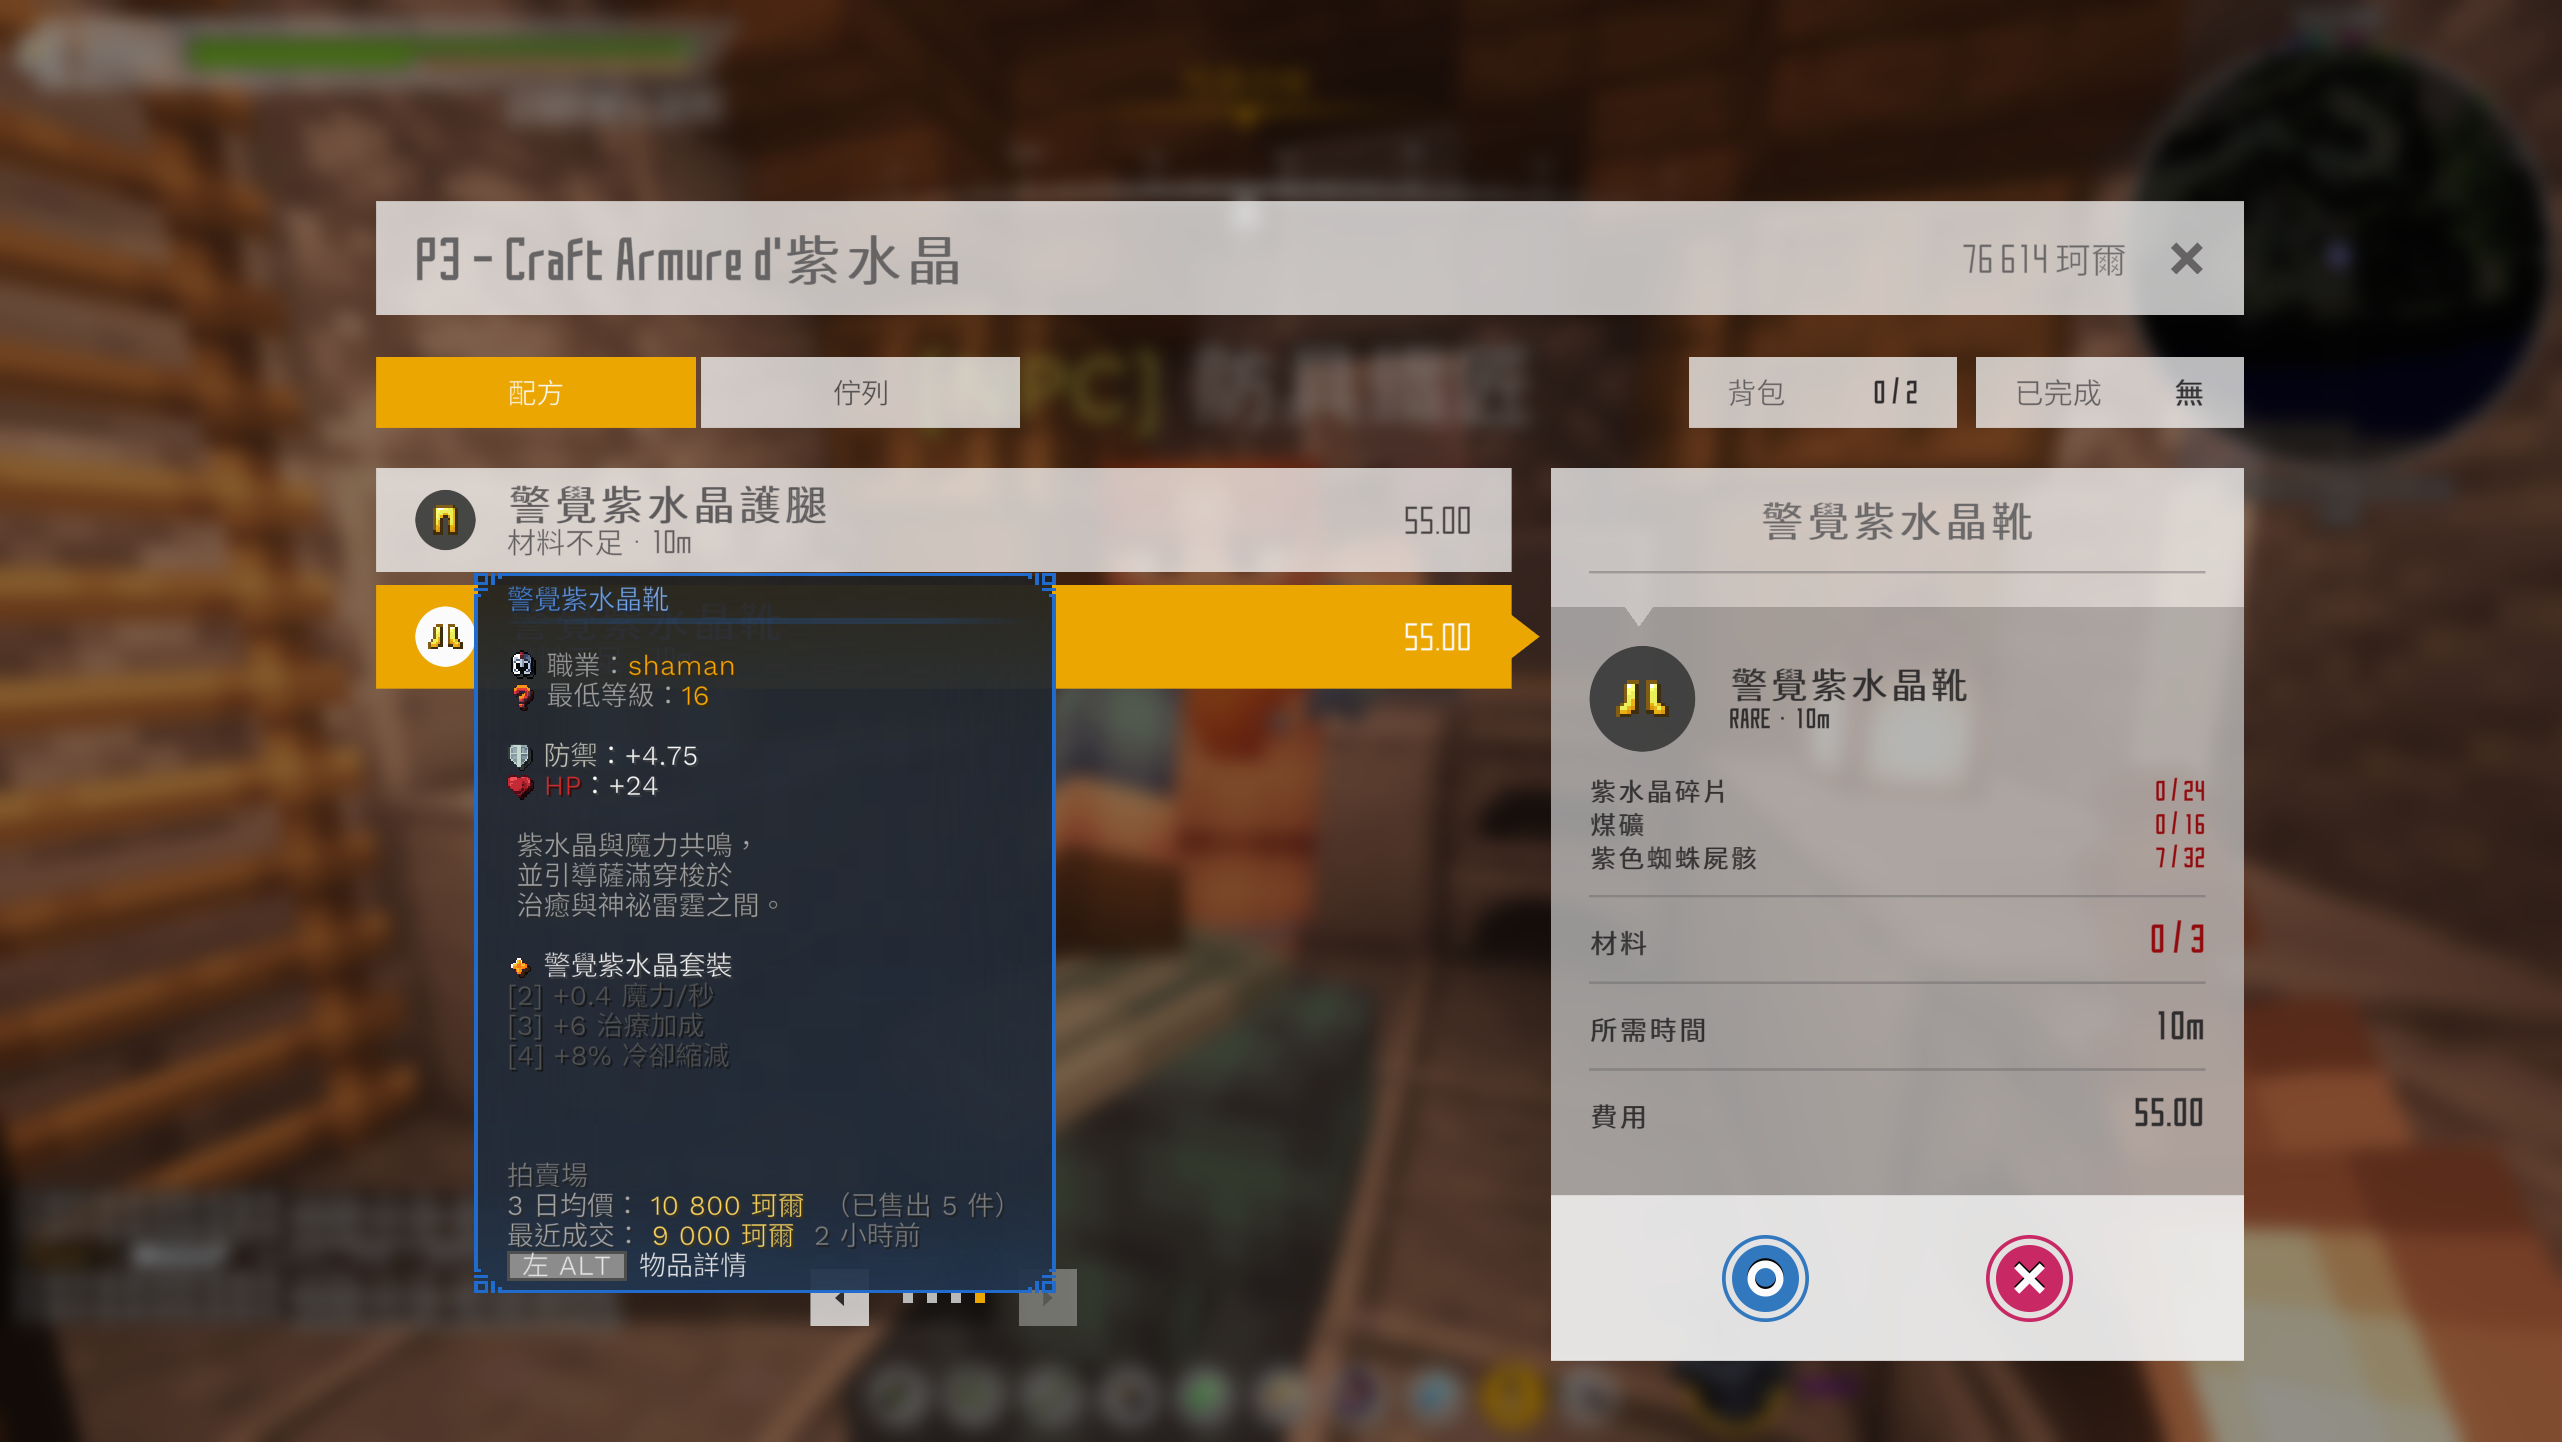 P3 - Craft Armure d'紫水晶
76 614 珂爾
配方
佇列
背包 0/2
已完成 無
警覺紫水晶護腿
材料不足 · 10m
55.00
55.00
警覺紫水晶靴
職業：shaman
最低等級：16
防禦：+4.75
HP：+24
紫水晶與魔力共鳴，
並引導薩滿穿梭於
治癒與神祕雷霆之間。
警覺紫水晶套裝
[2] +0.4 魔力/秒
[3] +6 治療加成
[4] +8% 冷卻縮減
拍賣場
3 日均價： 10 800 珂爾 （已售出 5 件）
最近成交： 9 000 珂爾 2 小時前
左 ALT 物品詳情
警覺紫水晶靴
警覺紫水晶靴
RARE · 10m
紫水晶碎片 0/24
煤礦 0/16
紫色蜘蛛屍骸 7/32
材料 0/3
所需時間 10m
費用 55.00